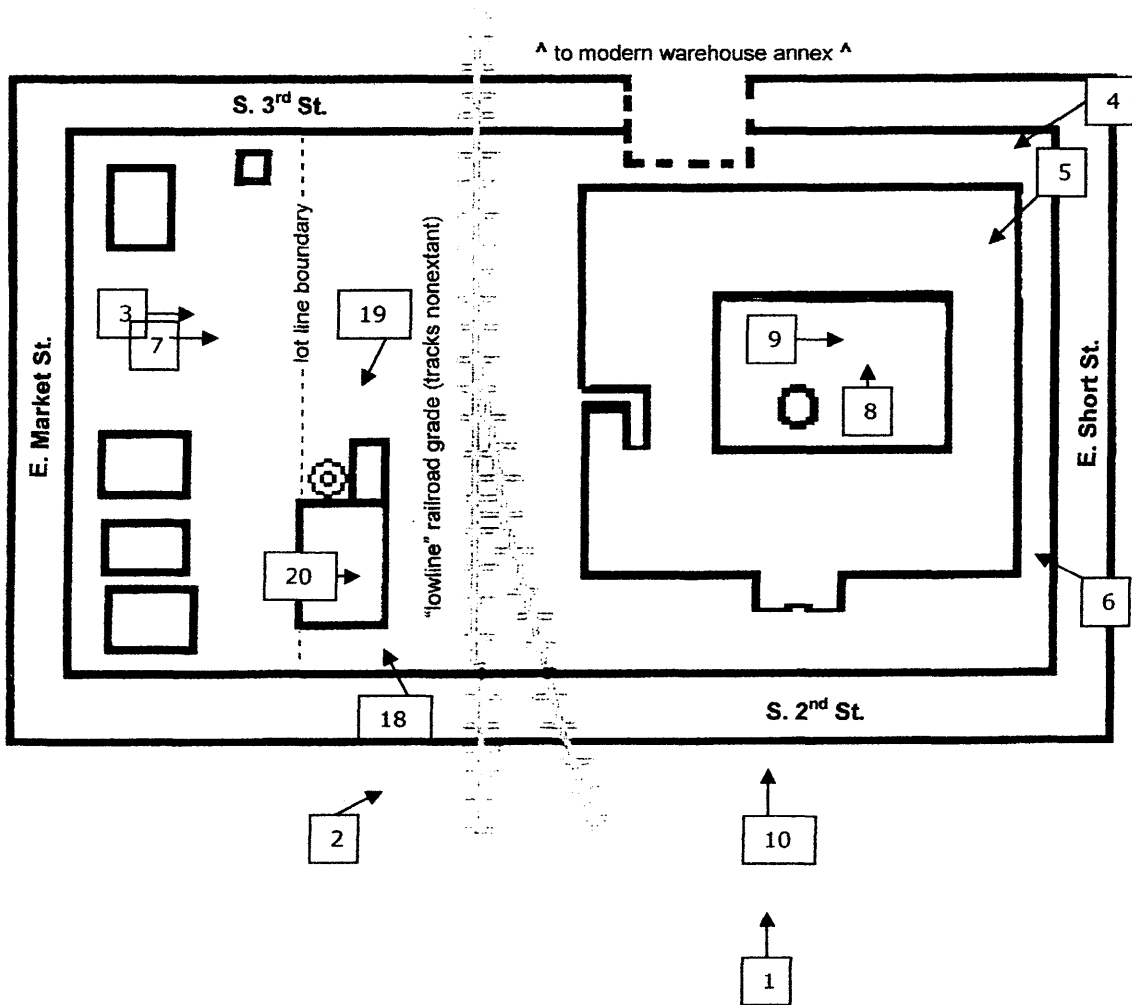 ^ to modern warehouse annex ^
S. 3rd St.
4
5
lot line boundary
"lowline" railroad grade (tracks nonextant)
3
7
19
9
8
E. Market St.
E. Short St.
20
6
18
S. 2nd St.
2
10
1